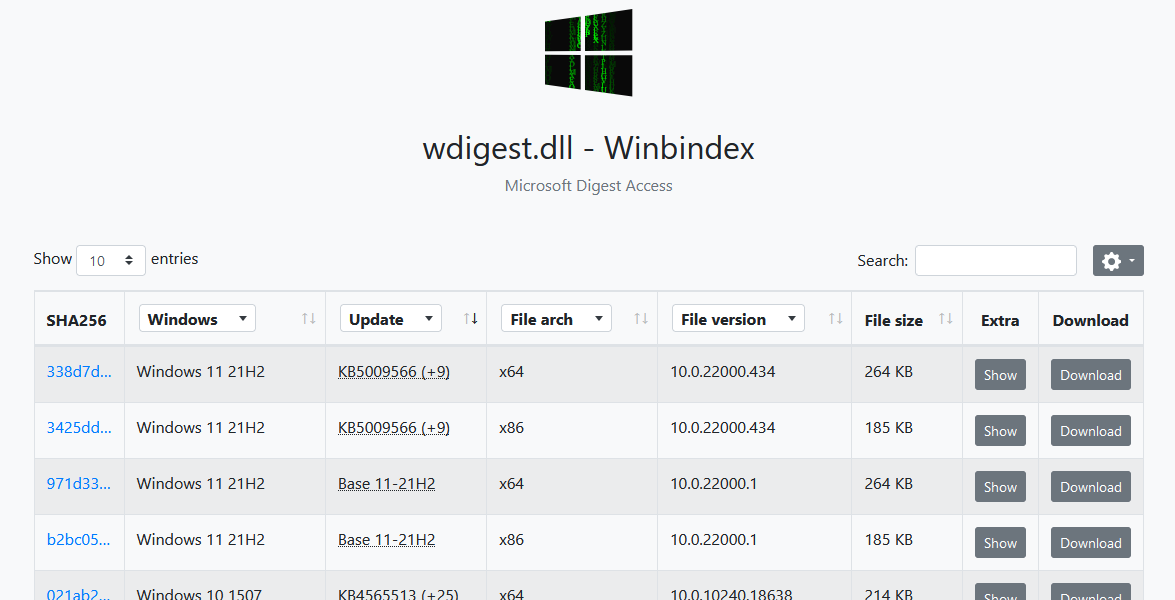 wdigest.dll - Winbindex
Microsoft Digest Access
Show 10 entries Search:
SHA256 Windows Update File arch File version File size Extra Download
338d7d... Windows 11 21H2 KB5009566 (+9) x64 10.0.22000.434 264 KB Show Download
3425dd... Windows 11 21H2 KB5009566 (+9) x86 10.0.22000.434 185 KB Show Download
971d33... Windows 11 21H2 Base 11-21H2 x64 10.0.22000.1 264 KB Show Download
b2bc05... Windows 11 21H2 Base 11-21H2 x86 10.0.22000.1 185 KB Show Download
021ab2... Windows 10 1507 KB4565513 (+25) x64 10.0.10240.18638 214 KB Show Download